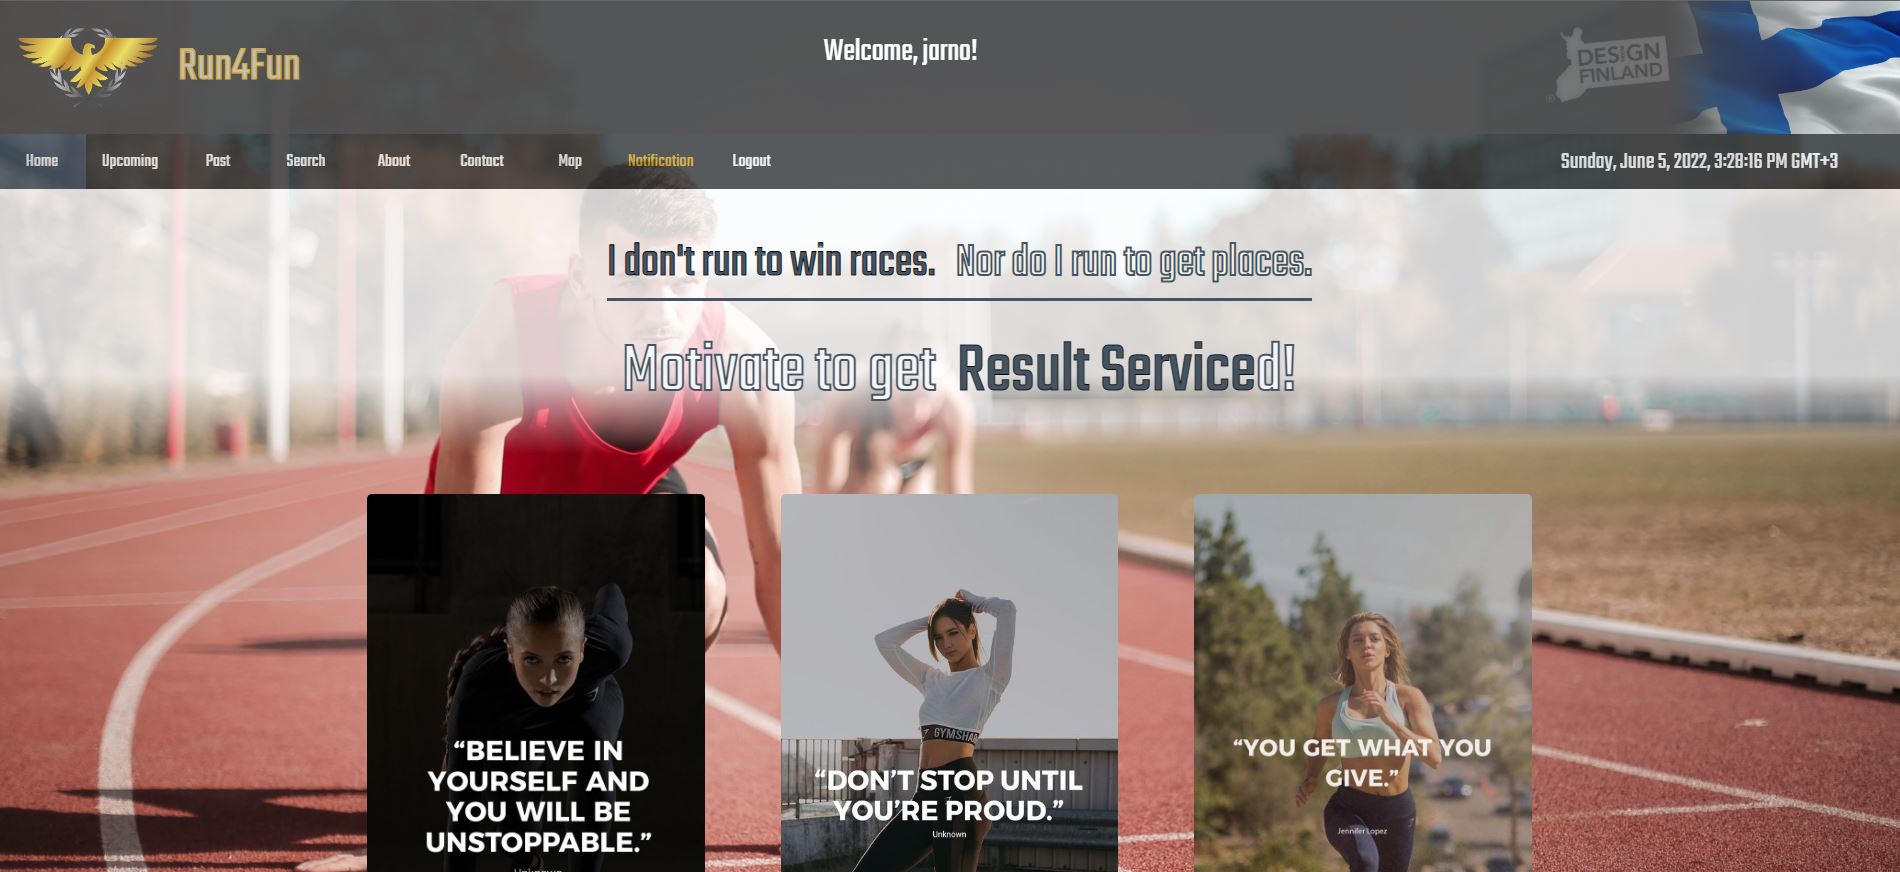 Run4Fun
Welcome, jarno!
DESIGN
FINLAND
Home Upcoming Past Search About Contact Map Notification Logout
Sunday, June 5, 2022, 3:28:16 PM GMT+3
I don't run to win races. Nor do I run to get places.
Motivate to get Result Serviced!
“BELIEVE IN
YOURSELF AND
YOU WILL BE
UNSTOPPABLE.”
GYMSHAR
“DON’T STOP UNTIL
YOU’RE PROUD.”
Unknown
“YOU GET WHAT YOU
GIVE.”
Jennifer Lopez